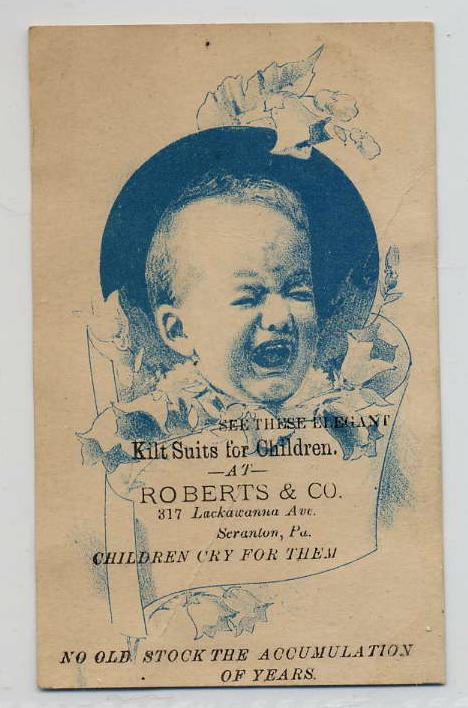 SEE THESE ELEGANT
Kilt Suits for Children.
—AT—
ROBERTS & CO.
317 Lackawanna Ave.
Scranton, Pa.
CHILDREN CRY FOR THEM
NO OLD STOCK THE ACCUMULATION
OF YEARS.